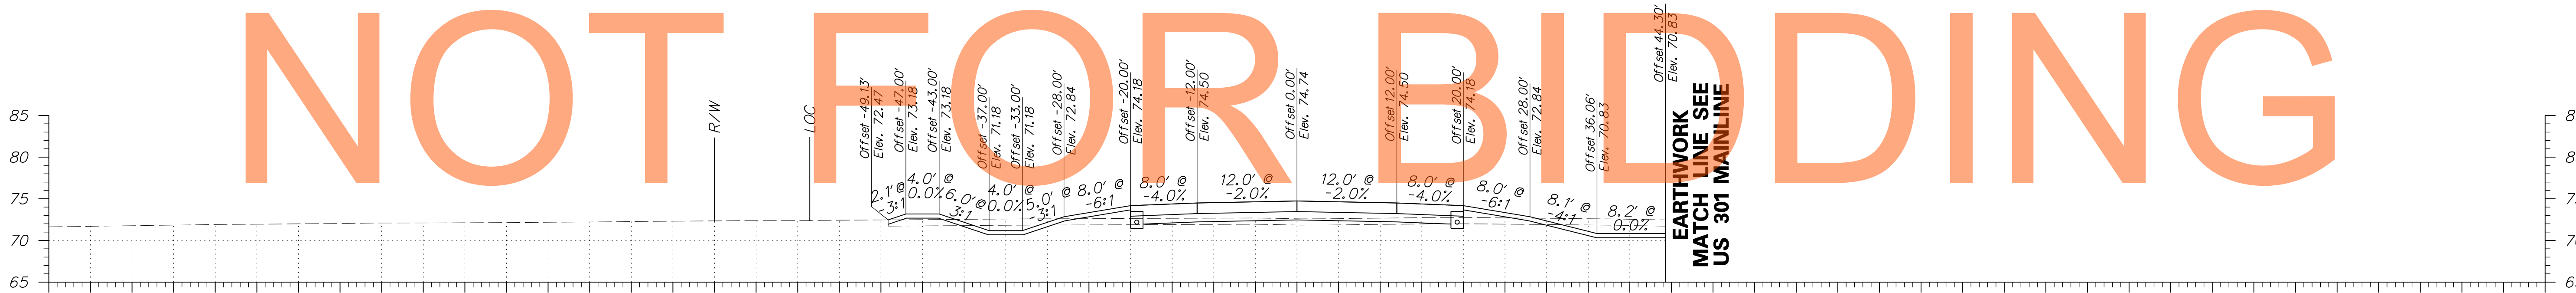 NOT FOR BIDDING
85
80
75
70
65
R/W
LOC
Offset -49.13'
Elev. 72.47
Offset -47.00'
Elev. 73.18
Offset -43.00'
Elev. 73.18
Offset -37.00'
Elev. 71.18
Offset -33.00'
Elev. 71.18
Offset -28.00'
Elev. 72.84
Offset -20.00'
Elev. 74.18
Offset -12.00'
Elev. 74.50
Offset 0.00'
Elev. 74.74
Offset 12.00'
Elev. 74.50
Offset 20.00'
Elev. 74.18
Offset 28.00'
Elev. 72.84
Offset 36.06'
Elev. 70.83
Offset 44.30'
Elev. 70.83
2.1' @
-3:1
4.0' @
0.0%
6.0' @
3:1
4.0' @
0.0%
5.0' @
-3:1
8.0' @
-6:1
8.0' @
-4.0%
12.0' @
-2.0%
12.0' @
-2.0%
8.0' @
-4.0%
8.0' @
-6:1
8.1' @
-4:1
8.2' @
0.0%
EARTHWORK
MATCH LINE SEE
US 301 MAINLINE